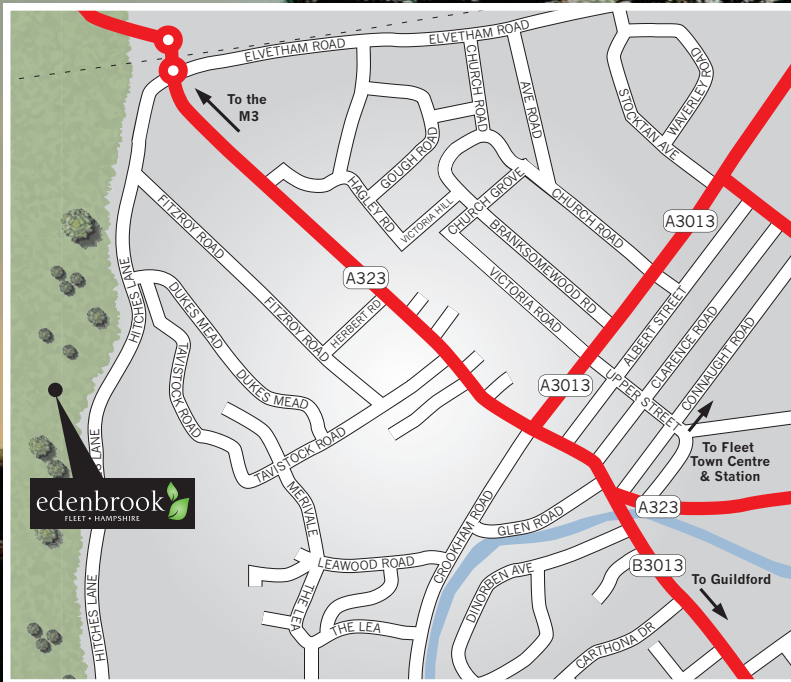 ELVETHAM ROAD
ELVETHAM ROAD
To the
M3
CHURCH ROAD
AVE ROAD
STOCKTAN AVE
WAVERLEY ROAD
GOUGH ROAD
HAGLEY RD
VICTORIA HILL
CHURCH GROVE
CHURCH ROAD
A3013
FITZROY ROAD
BRANKSOMEWOOD RD
VICTORIA ROAD
A323
HITCHES LANE
DUKES MEAD
FITZROY ROAD
HERBERT RD
ALBERT STREET
CLARENCE ROAD
CONNAUGHT ROAD
TAVISTOCK ROAD
DUKES MEAD
A3013
UPPER STREET
TAVISTOCK ROAD
To Fleet
Town Centre
& Station
LANE
edenbrook
FLEET • HAMPSHIRE
MERIVALE
CROOKHAM ROAD
GLEN ROAD
A323
LEAWOOD ROAD
DINORBEN AVE
B3013
To Guildford
HITCHES LANE
THE LEA
THE LEA
CARTHONA DR